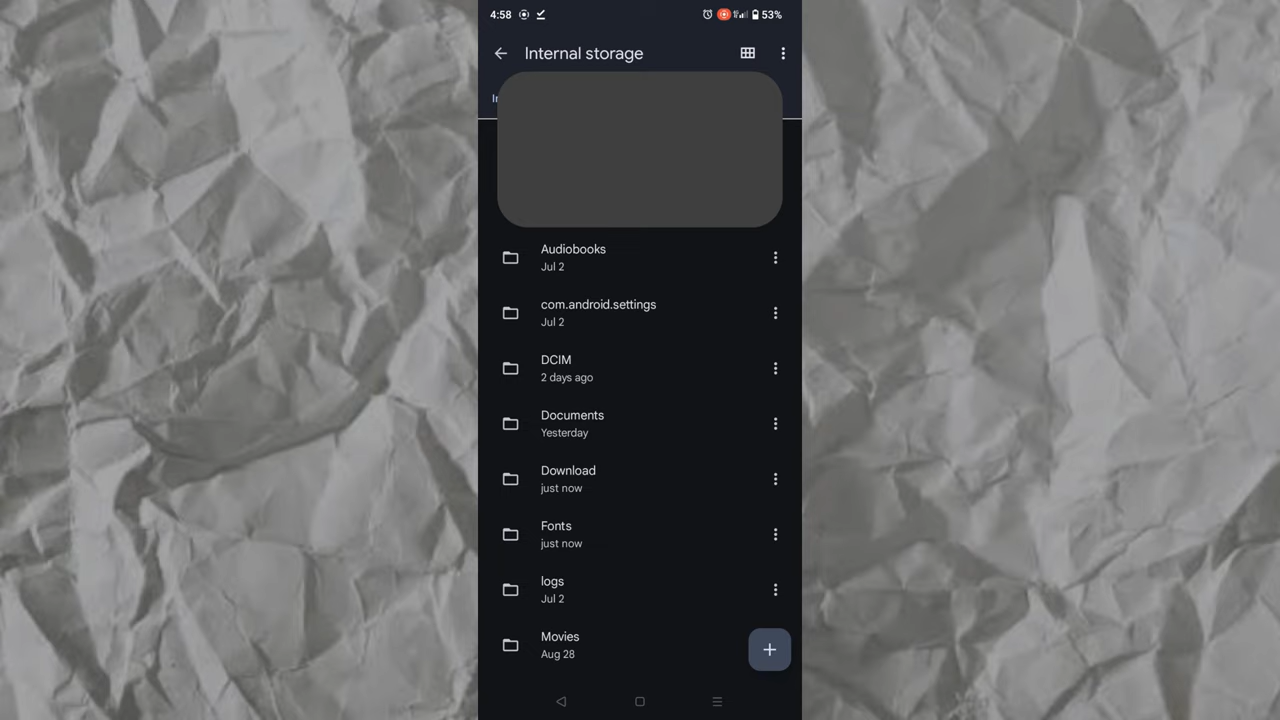 4:58
53%
Internal storage
Audiobooks
Jul 2
com.android.settings
Jul 2
DCIM
2 days ago
Documents
Yesterday
Download
just now
Fonts
just now
logs
Jul 2
Movies
Aug 28